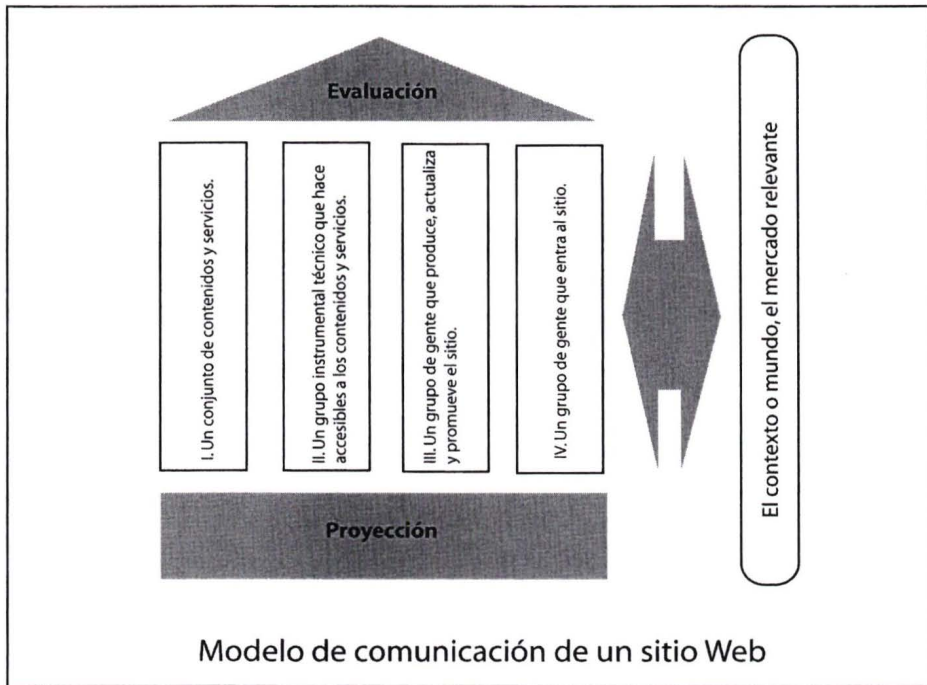 Evaluación
I. Un conjunto de contenidos y servicios.
II. Un grupo instrumental técnico que hace
accesibles a los contenidos y servicios.
III. Un grupo de gente que produce, actualiza
y promueve el sitio.
IV. Un grupo de gente que entra al sitio.
El contexto o mundo, el mercado relevante
Proyección
Modelo de comunicación de un sitio Web